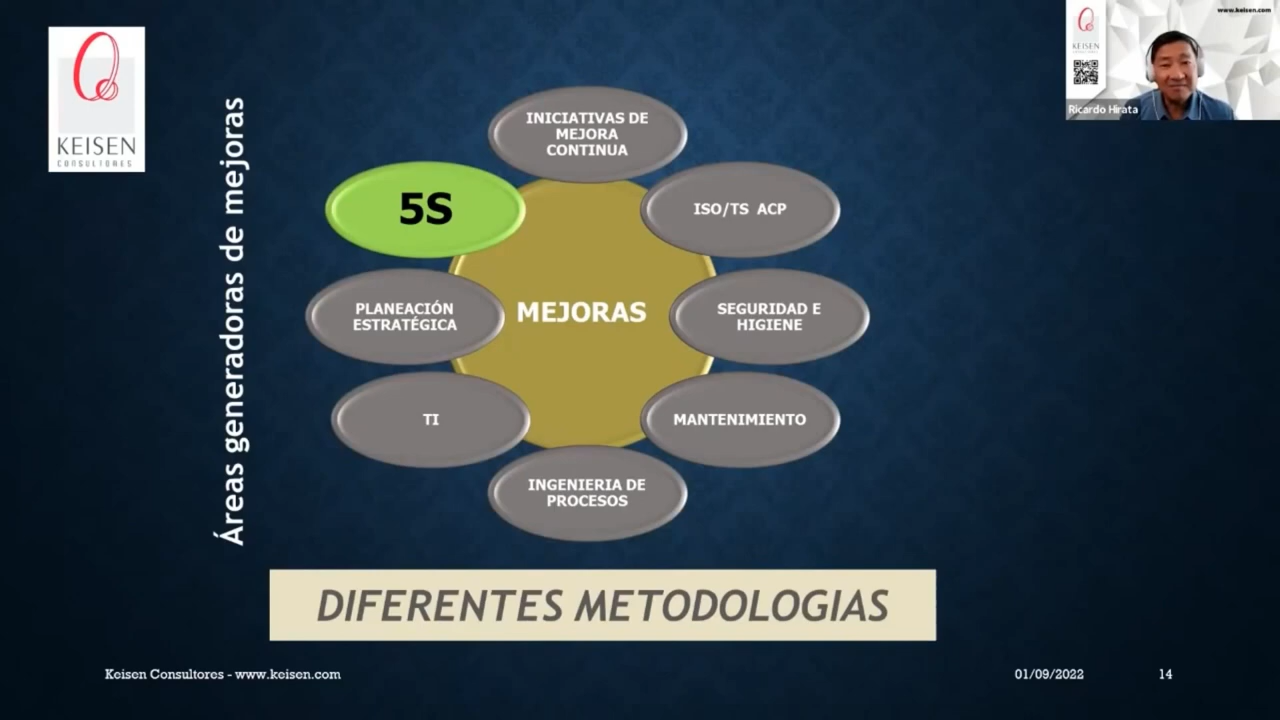 KEISEN
CONSULTORES
www.keisen.com
KEISEN
Ricardo Hirata
Áreas generadoras de mejoras
INICIATIVAS DE
MEJORA
CONTINUA
5S
ISO/TS ACP
PLANEACIÓN
ESTRATÉGICA
MEJORAS
SEGURIDAD E
HIGIENE
TI
MANTENIMIENTO
INGENIERIA DE
PROCESOS
DIFERENTES METODOLOGIAS
Keisen Consultores - www.keisen.com
01/09/2022
14